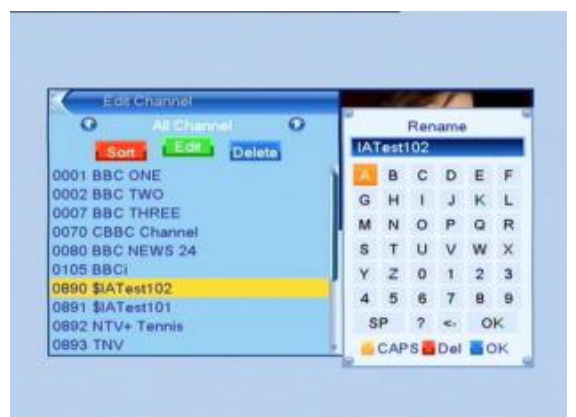 Edit Channel
All Channel
Sort Edit Delete
0001 BBC ONE
0002 BBC TWO
0007 BBC THREE
0070 CBBC Channel
0080 BBC NEWS 24
0105 BBCi
0890 $IATest102
0891 $IATest101
0892 NTV+ Tennis
0893 TNV
Rename
IATest102
A B C D E F
G H I J K L
M N O P Q R
S T U V W X
Y Z 0 1 2 3
4 5 6 7 8 9
SP ? <- OK
CAPS Del OK